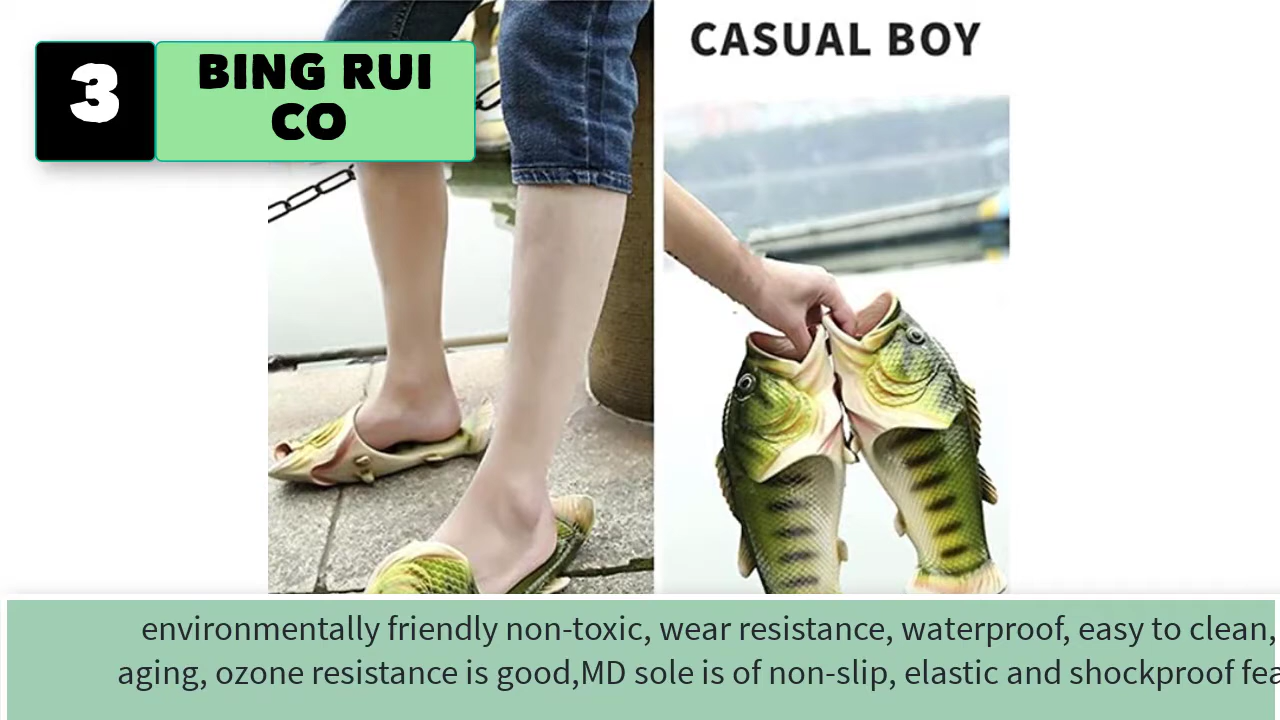 CASUAL BOY
3
BING RUI
CO
environmentally friendly non-toxic, wear resistance, waterproof, easy to clean,
aging, ozone resistance is good,MD sole is of non-slip, elastic and shockproof